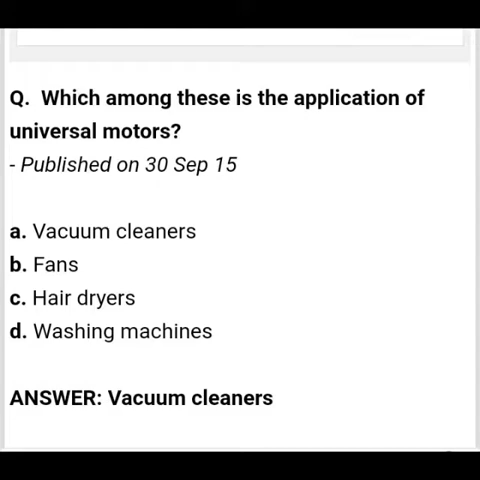 Q. Which among these is the application of
universal motors?
- Published on 30 Sep 15
a. Vacuum cleaners
b. Fans
c. Hair dryers
d. Washing machines
ANSWER: Vacuum cleaners